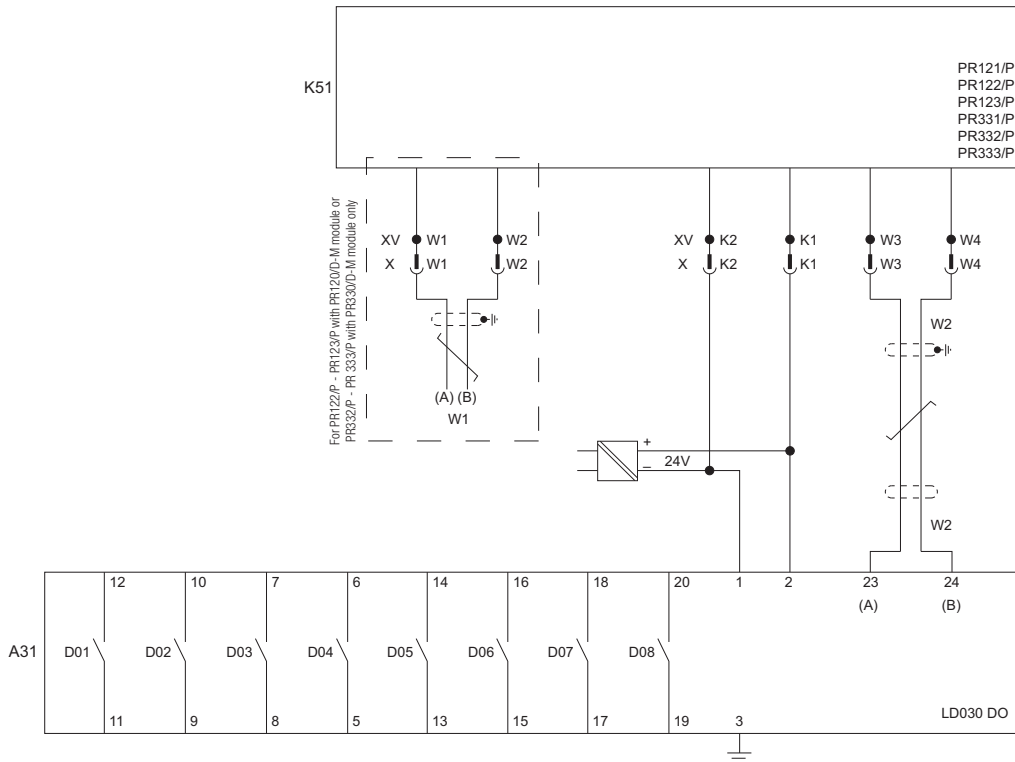 K51
PR121/P
PR122/P
PR123/P
PR331/P
PR332/P
PR333/P
For PR122/P - PR123/P with PR120/D-M module or
PR332/P - PR 333/P with PR330/D-M module only
XV W1 W2 XV K2 K1 W3 W4
X W1 W2 X K2 K1 W3 W4
W2
(A) (B)
W1
+
24V
–
W2
12 10 7 6 14 16 18 20 1 2 23 24
(A) (B)
A31 D01 D02 D03 D04 D05 D06 D07 D08
11 9 8 5 13 15 17 19 3
LD030 DO